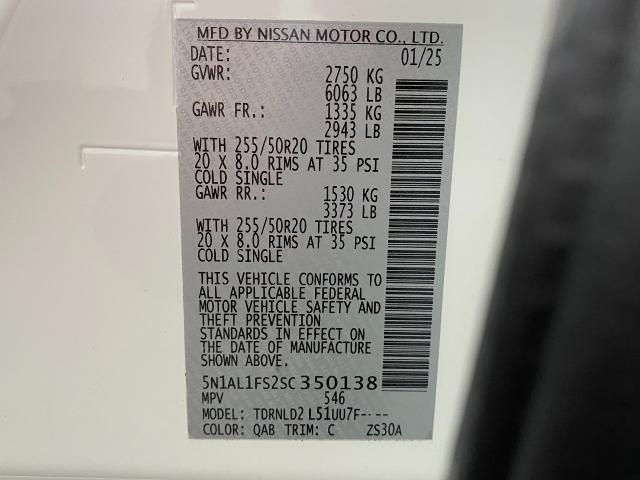 MFD BY NISSAN MOTOR CO., LTD.
DATE: 01/25
GVWR: 2750 KG
6063 LB
GAWR FR.: 1335 KG
2943 LB
WITH 255/50R20 TIRES
20 X 8.0 RIMS AT 35 PSI
COLD SINGLE
GAWR RR.: 1530 KG
3373 LB
WITH 255/50R20 TIRES
20 X 8.0 RIMS AT 35 PSI
COLD SINGLE
THIS VEHICLE CONFORMS TO
ALL APPLICABLE FEDERAL
MOTOR VEHICLE SAFETY AND
THEFT PREVENTION
STANDARDS IN EFFECT ON
THE DATE OF MANUFACTURE
SHOWN ABOVE.
5N1AL1FS2SC350138
MPV 546
MODEL: TDRNLD2 L51UU7F----
COLOR: QAB TRIM: C ZS30A